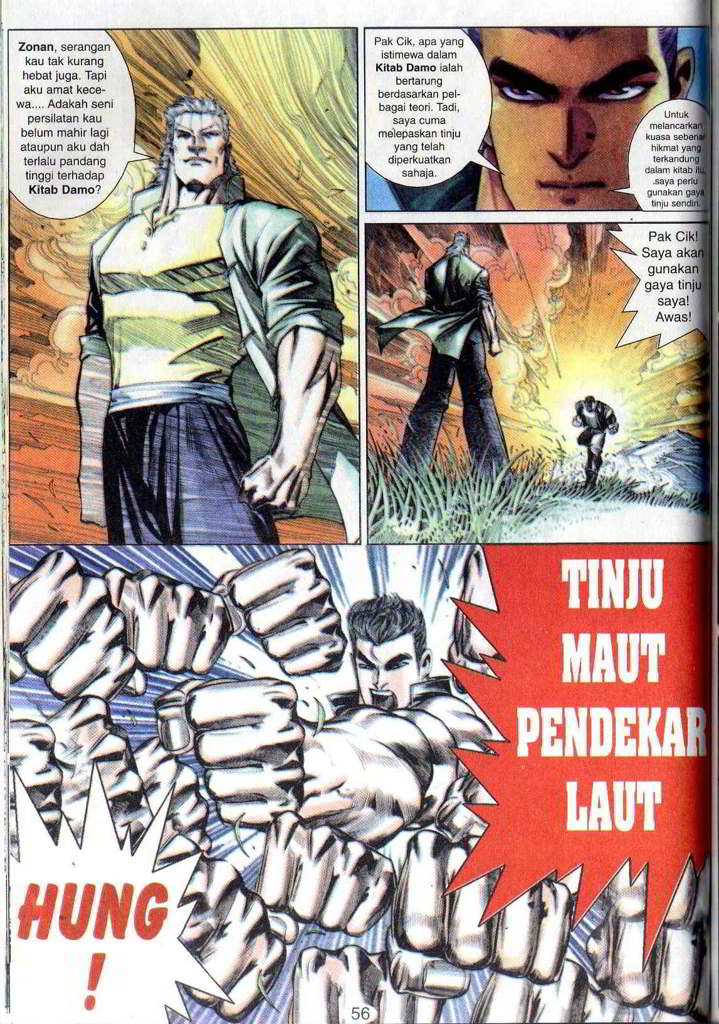 Zonan, serangan
kau tak kurang
hebat juga. Tapi
aku amat kece-
wa.... Adakah seni
persilatan kau
belum mahir lagi
ataupun aku dah
terlalu pandang
tinggi terhadap
Kitab Damo?
Pak Cik, apa yang
istimewa dalam
Kitab Damo ialah
bertarung
berdasarkan pel-
bagai teori. Tadi,
saya cuma
melepaskan tinju
yang telah
diperkuatkan
sahaja.
Untuk
melancarkan
kuasa sebenar
hikmat yang
terkandung
dalam kitab itu,
saya perlu
gunakan gaya
tinju sendiri.
Pak Cik!
Saya akan
gunakan
gaya tinju
saya!
Awas!
TINJU
MAUT
PENDEKAR
LAUT
HUNG
!
56